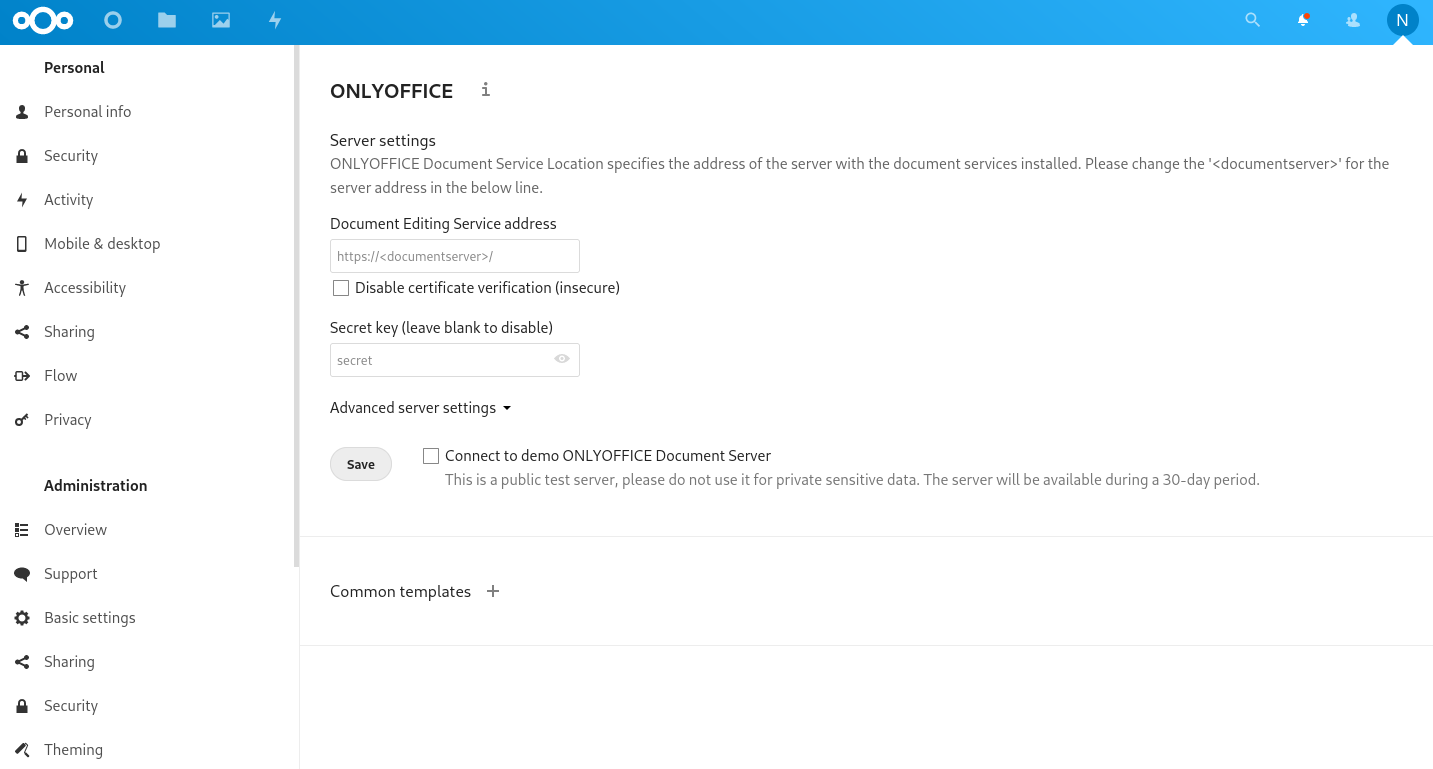 N
Personal
Personal info
Security
Activity
Mobile & desktop
Accessibility
Sharing
Flow
Privacy
Administration
Overview
Support
Basic settings
Sharing
Security
Theming
ONLYOFFICE i
Server settings
ONLYOFFICE Document Service Location specifies the address of the server with the document services installed. Please change the '<documentserver>' for the
server address in the below line.
Document Editing Service address
https://<documentserver>/
Disable certificate verification (insecure)
Secret key (leave blank to disable)
secret
Advanced server settings
Save
Connect to demo ONLYOFFICE Document Server
This is a public test server, please do not use it for private sensitive data. The server will be available during a 30-day period.
Common templates +